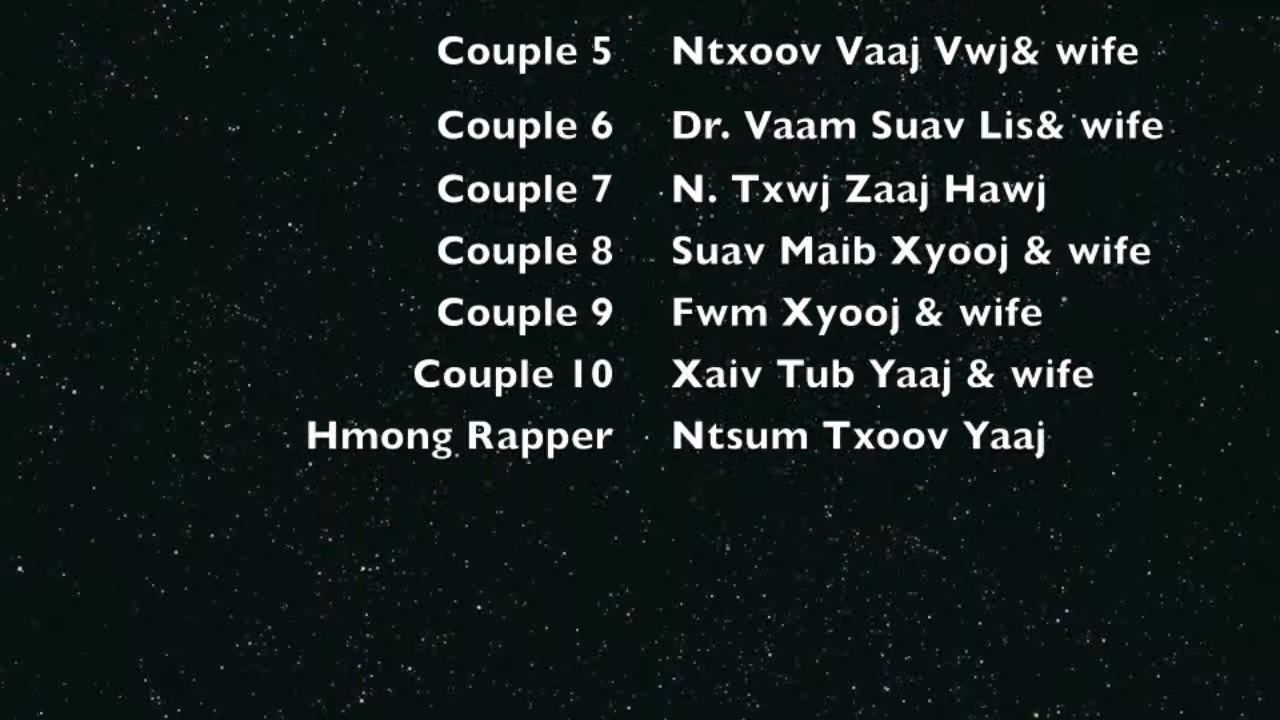 Couple 5 Ntxoov Vaaj Vwj& wife
Couple 6 Dr. Vaam Suav Lis& wife
Couple 7 N. Txwj Zaaj Hawj
Couple 8 Suav Maib Xyooj & wife
Couple 9 Fwm Xyooj & wife
Couple 10 Xaiv Tub Yaaj & wife
Hmong Rapper Ntsum Txoov Yaaj